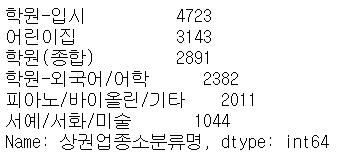 학원-입시 4723
어린이집 3143
학원(종합) 2891
학원-외국어/어학 2382
피아노/바이올린/기타 2011
서예/서화/미술 1044
Name: 상권업종소분류명, dtype: int64